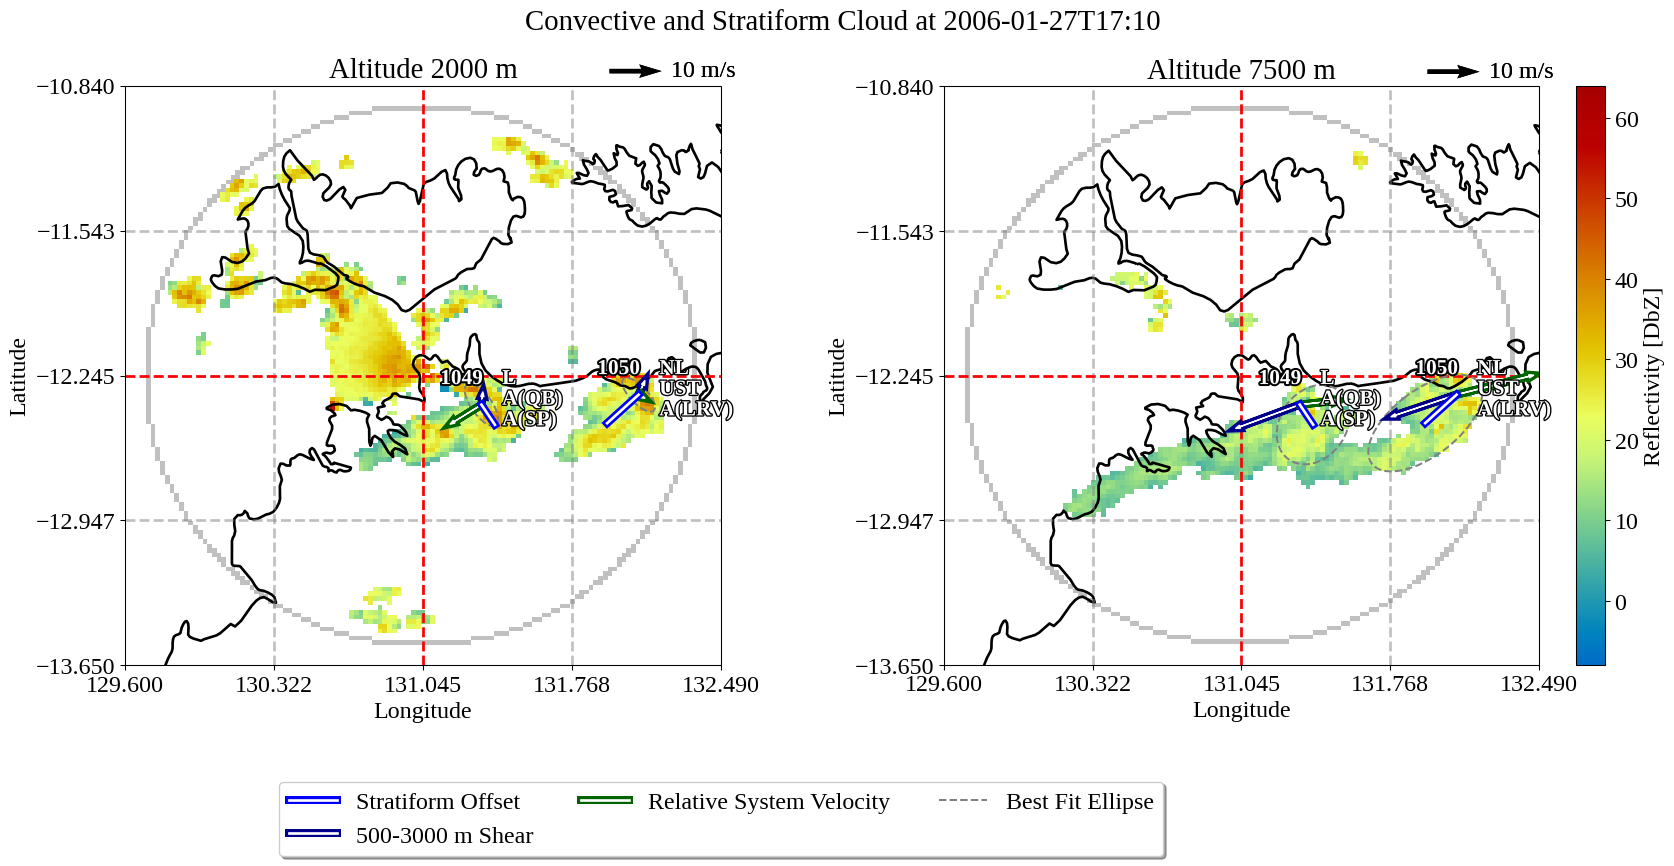 Convective and Stratiform Cloud at 2006-01-27T17:10
Altitude 2000 m
10 m/s
−10.840
−11.543
−12.245
−12.947
−13.650
129.600
130.322
131.045
131.768
132.490
Latitude
Longitude
1049
L
A(QB)
A(SP)
1050
NL
UST
A(LRV)
Altitude 7500 m
10 m/s
−10.840
−11.543
−12.245
−12.947
−13.650
129.600
130.322
131.045
131.768
132.490
Latitude
Longitude
1049
L
A(QB)
A(SP)
1050
NL
UST
A(LRV)
60
50
40
30
20
10
0
Reflectivity [DbZ]
Stratiform Offset
500-3000 m Shear
Relative System Velocity
Best Fit Ellipse